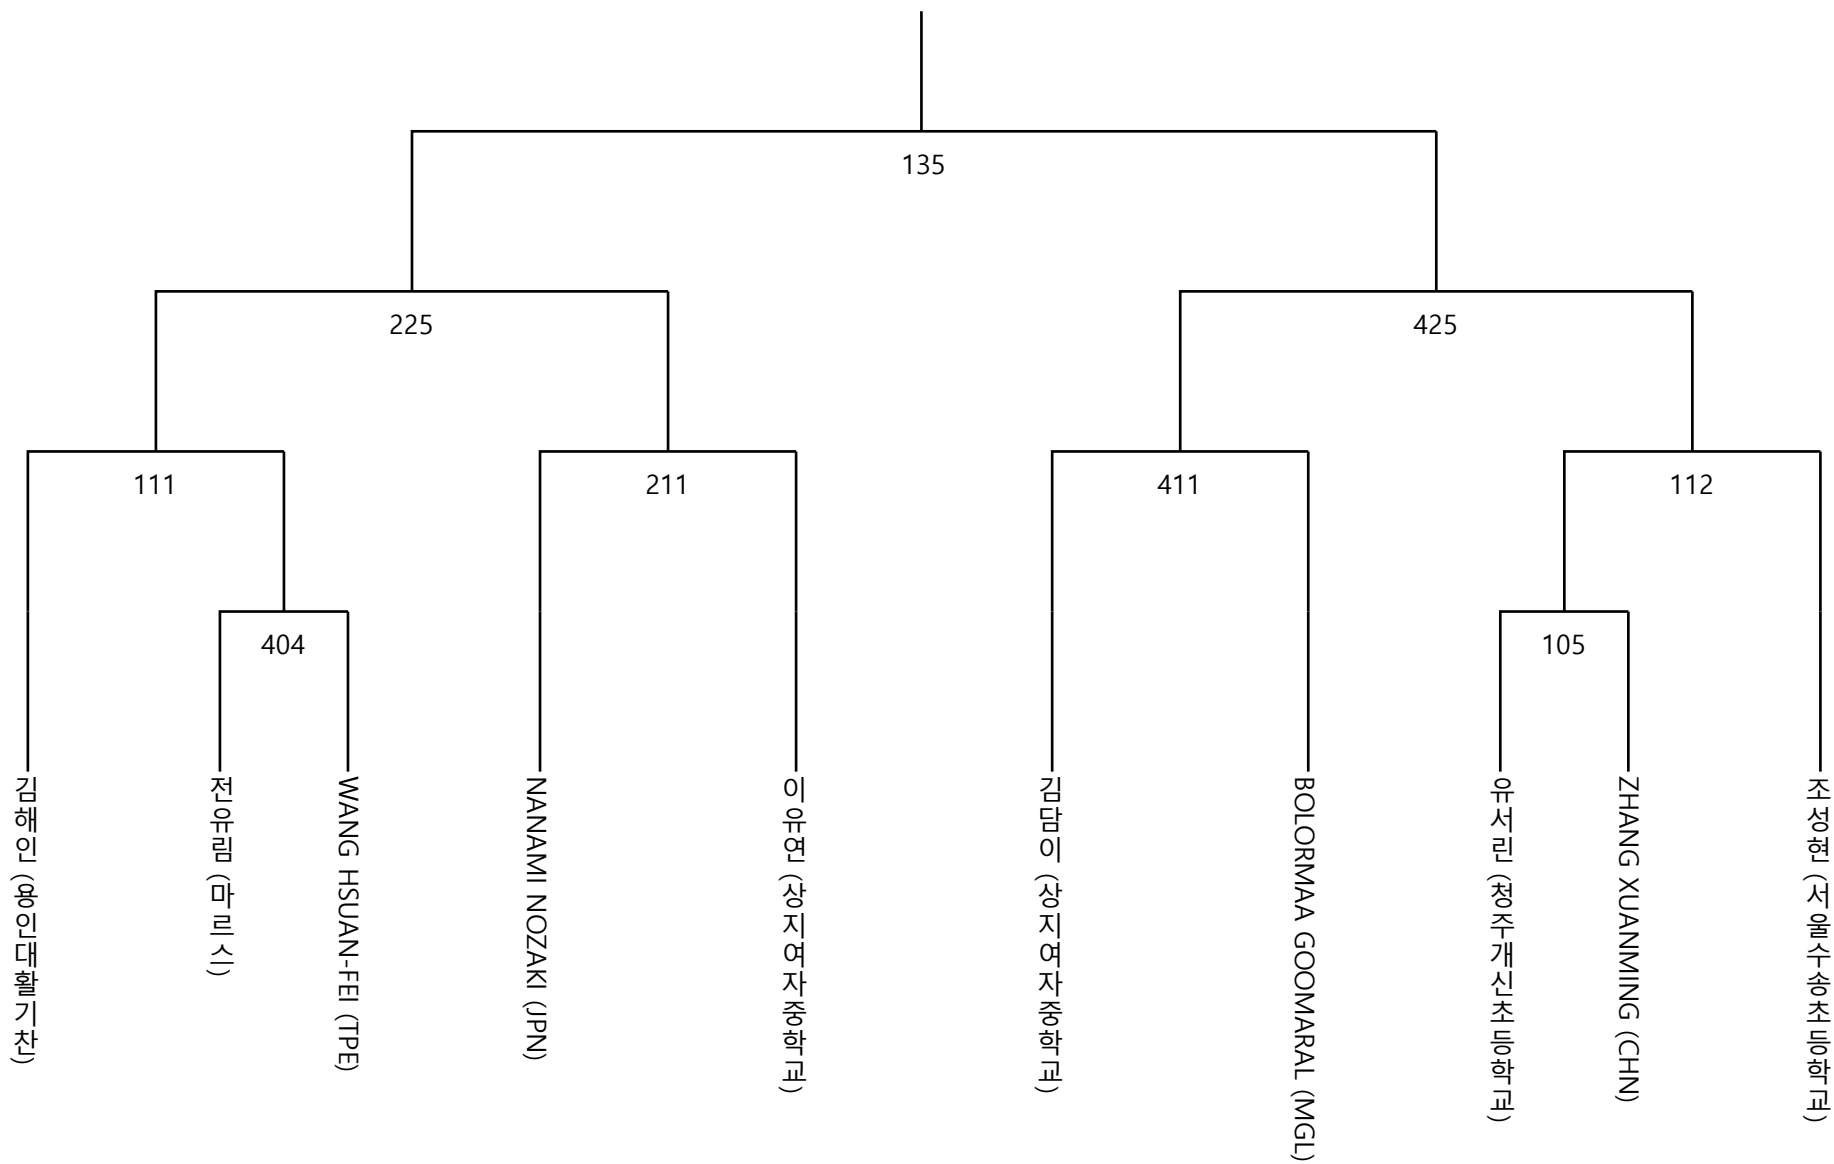 135
225
425
111
211
411
112
404
105
김해인 (용인대활기찬)
전유림 (마르스)
WANG HSUAN-FEI (TPE)
NANAMI NOZAKI (JPN)
이유연 (상지여자중학교)
김담이 (상지여자중학교)
BOLORMAA GOOMARAL (MGL)
유서린 (청주개신초등학교)
ZHANG XUANMING (CHN)
조성현 (서울수송초등학교)